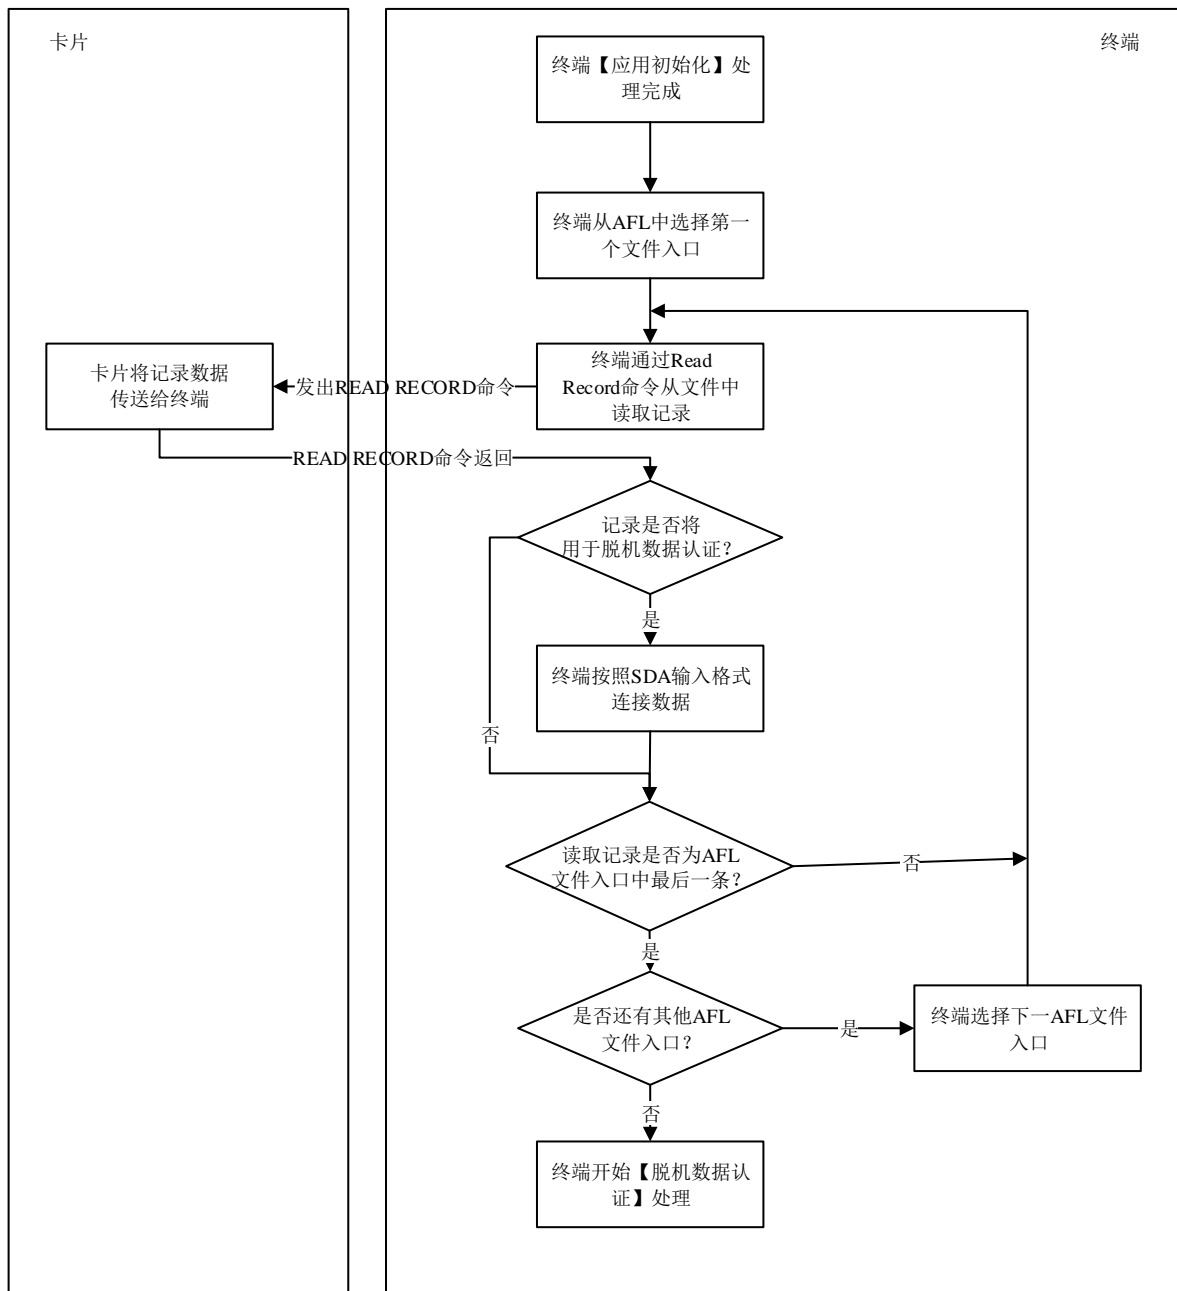 卡片
终端
终端【应用初始化】处
理完成
终端从AFL中选择第一
个文件入口
终端通过Read
Record命令从文件中
读取记录
发出READ RECORD命令
卡片将记录数据
传送给终端
READ RECORD命令返回
记录是否将
用于脱机数据认证？
是
终端按照SDA输入格式
连接数据
否
读取记录是否为AFL
文件入口中最后一条？
否
是
是否还有其他AFL
文件入口？
是
终端选择下一AFL文件
入口
否
终端开始【脱机数据认
证】处理